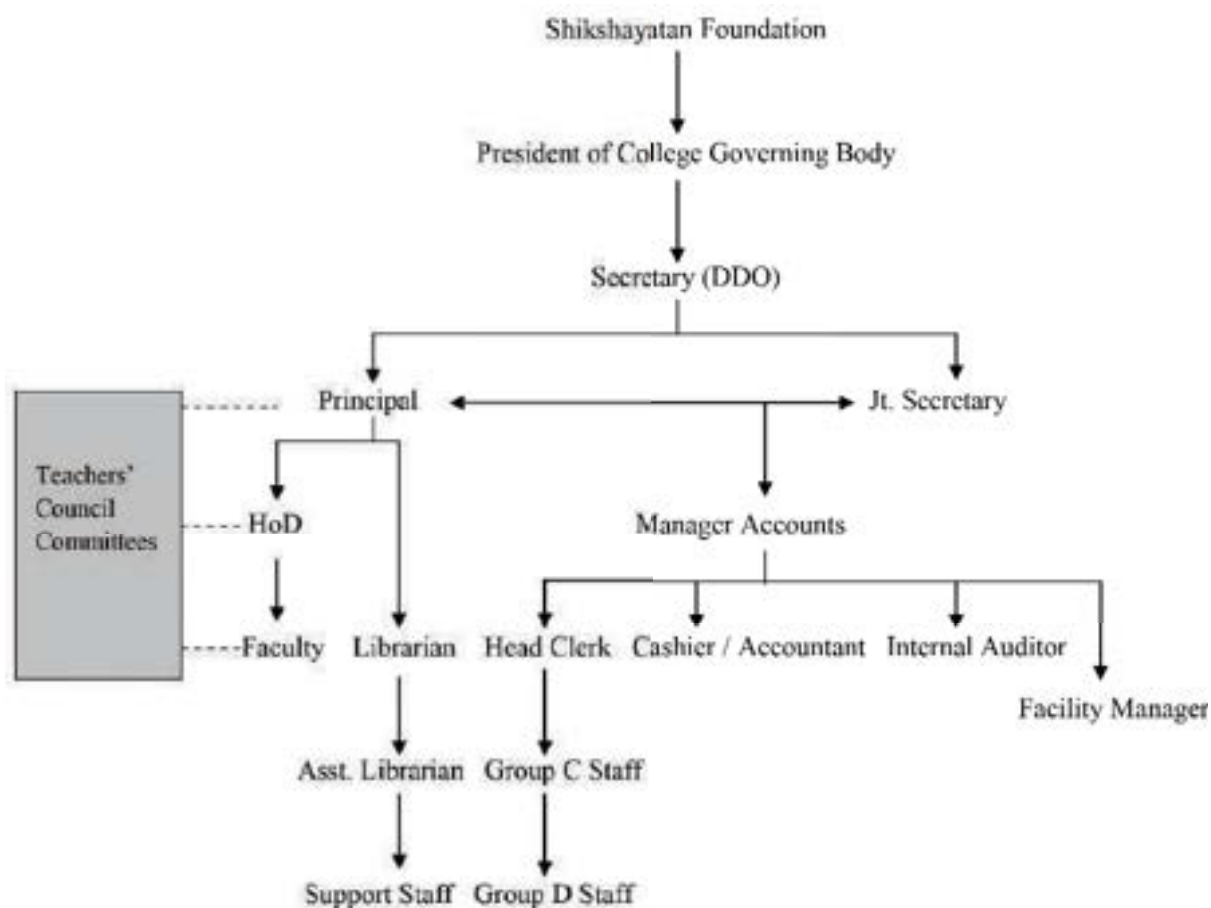 Shikshayatan Foundation
President of College Governing Body
Secretary (DDO)
Principal
Jt. Secretary
Teachers'
Council
Committees
HoD
Manager Accounts
Faculty
Librarian
Head Clerk
Cashier / Accountant
Internal Auditor
Facility Manager
Asst. Librarian
Group C Staff
Support Staff
Group D Staff